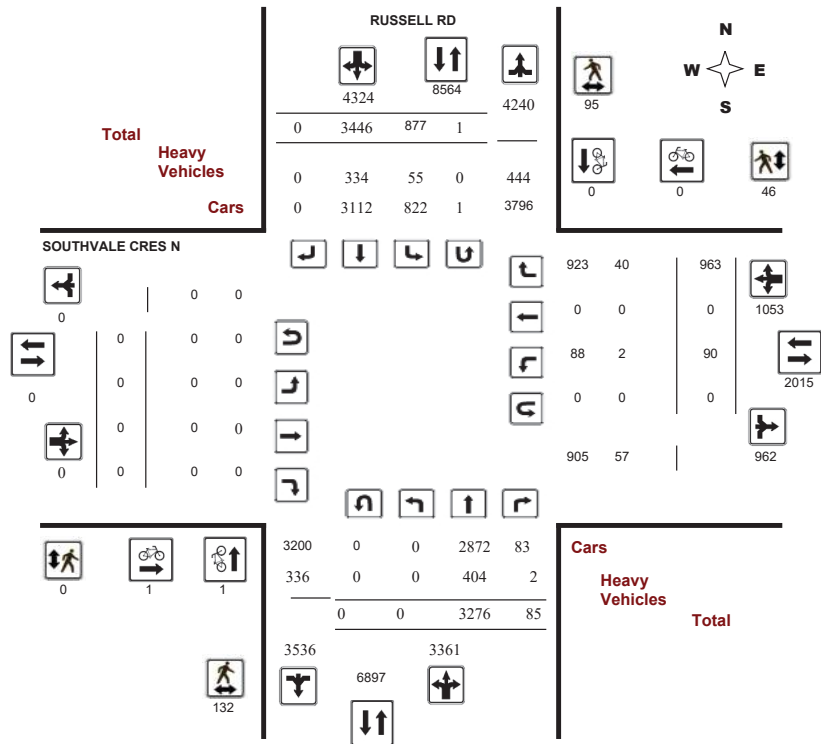 RUSSELL RD
N
W E
S
4324 8564 4240 95
Total 0 3446 877 1
Heavy
Vehicles 0 334 55 0 444
0 0 46
Cars 0 3112 822 1 3796
SOUTHVALE CRES N
923 40 963
0 0 0
0 0 0 1053
0 0 0
88 2 90
2015
0 0 0
0
0 0 0
0 0 0
905 57 962
0 0 0 0
3200 0 0 2872 83 Cars
336 0 0 404 2 Heavy
Vehicles
0 1 1
0 0 3276 85 Total
3536 3361
6897
132